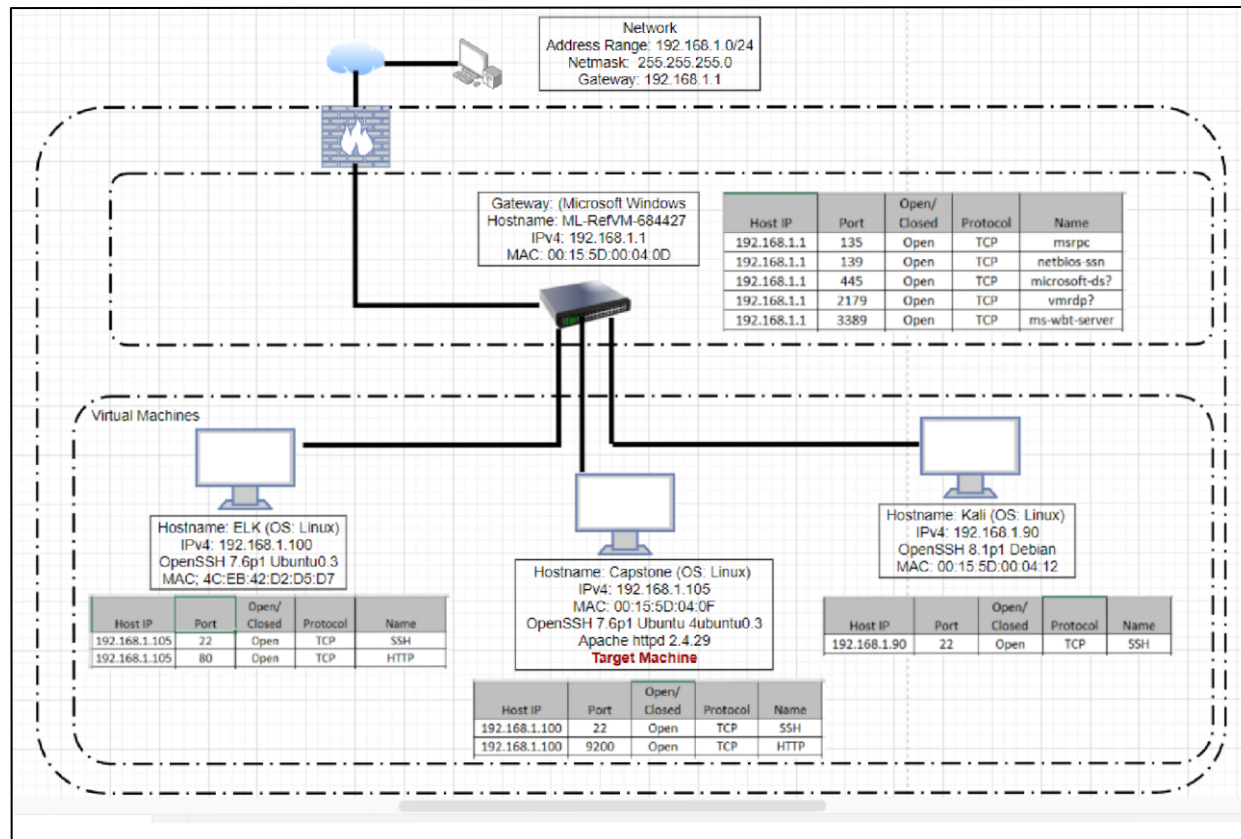 Network
Address Range: 192.168.1.0/24
Netmask: 255.255.255.0
Gateway: 192.168.1.1
Gateway: (Microsoft Windows
Hostname: ML-RefVM-684427
IPv4: 192.168.1.1
MAC: 00:15:5D:00:04:0D
Host IP Port Open/ Closed Protocol Name
192.168.1.1 135 Open TCP msrpc
192.168.1.1 139 Open TCP netbios-ssn
192.168.1.1 445 Open TCP microsoft-ds?
192.168.1.1 2179 Open TCP vmrdp?
192.168.1.1 3389 Open TCP ms-wbt-server
Virtual Machines
Hostname: ELK (OS: Linux)
IPv4: 192.168.1.100
OpenSSH 7.6p1 Ubuntu0.3
MAC; 4C:EB:42:D2:D5:D7
Host IP Port Open/ Closed Protocol Name
192.168.1.105 22 Open TCP SSH
192.168.1.105 80 Open TCP HTTP
Hostname: Capstone (OS: Linux)
IPv4: 192.168.1.105
MAC: 00:15:5D:04:0F
OpenSSH 7.6p1 Ubuntu 4ubuntu0.3
Apache httpd 2.4.29
Target Machine
Host IP Port Open/ Closed Protocol Name
192.168.1.100 22 Open TCP SSH
192.168.1.100 9200 Open TCP HTTP
Hostname: Kali (OS: Linux)
IPv4: 192.168.1.90
OpenSSH 8.1p1 Debian
MAC: 00:15:5D:00:04:12
Host IP Port Open/ Closed Protocol Name
192.168.1.90 22 Open TCP SSH